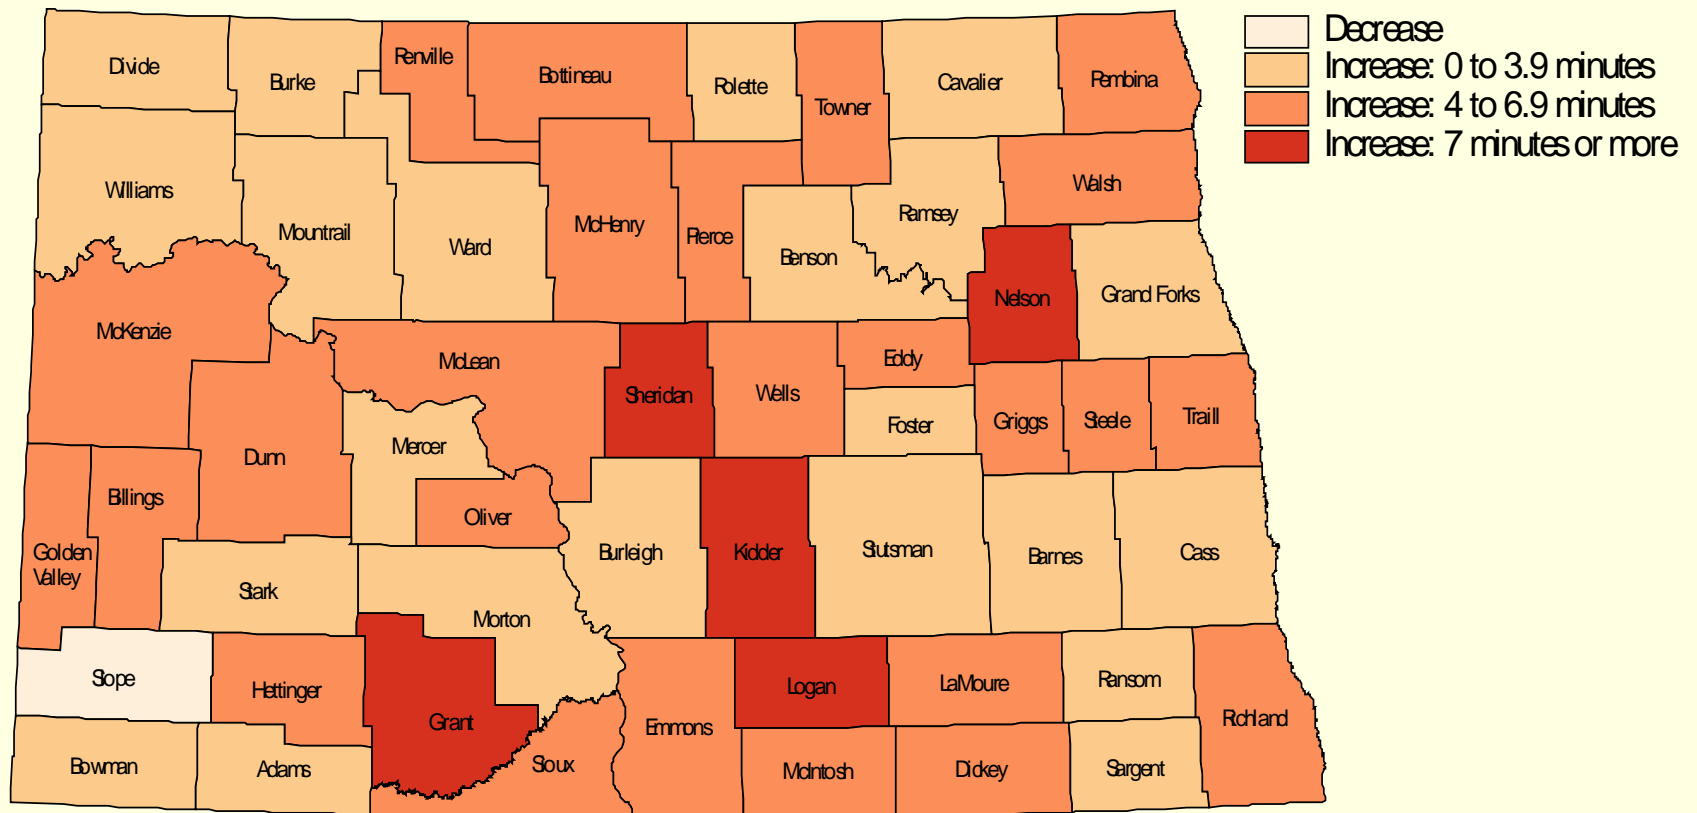 Decrease
Increase: 0 to 3.9 minutes
Increase: 4 to 6.9 minutes
Increase: 7 minutes or more
Divide
Burke
Renville
Bottineau
Rolette
Towner
Cavalier
Pembina
Williams
Mountrail
Ward
McHenry
Pierce
Benson
Ramsey
Walsh
Nelson
Grand Forks
McKenzie
McLean
Sheridan
Wells
Eddy
Foster
Griggs
Steele
Traill
Dunn
Mercer
Billings
Oliver
Golden
Valley
Stark
Morton
Burleigh
Kidder
Stutsman
Barnes
Cass
Slope
Hettinger
Grant
Logan
LaMoure
Ransom
Richland
Emmons
Bowman
Adams
Sioux
McIntosh
Dickey
Sargent